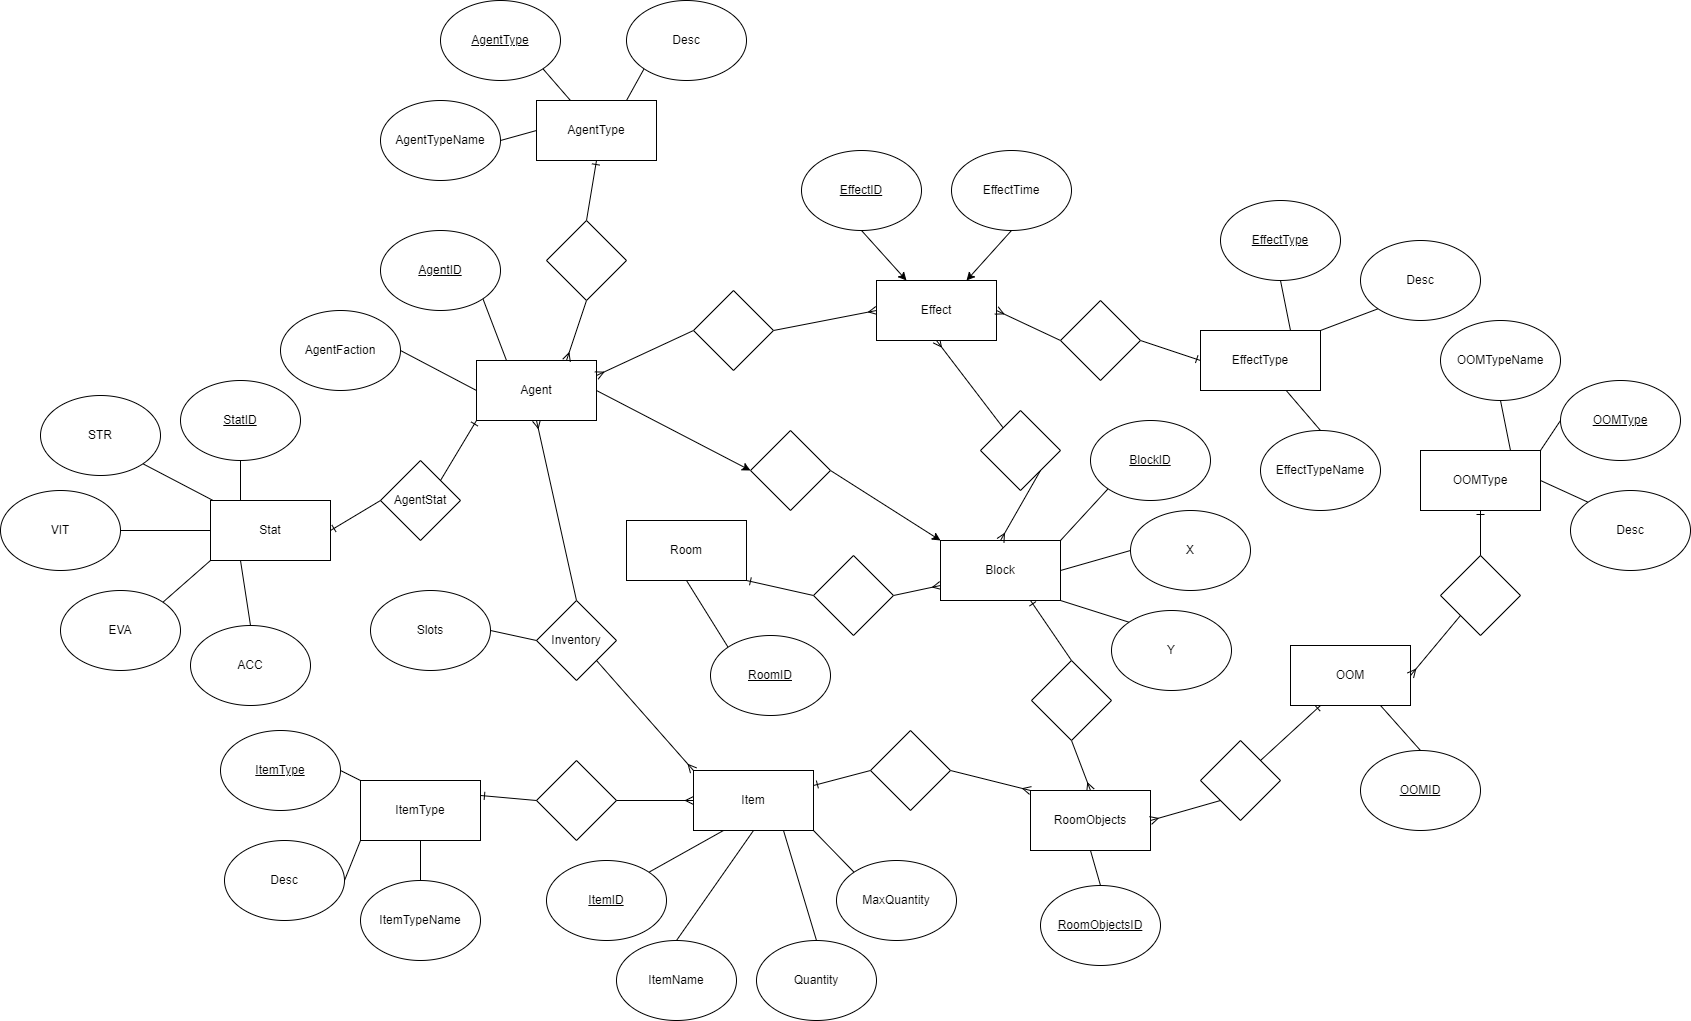 AgentType
Desc
AgentType
AgentTypeName
EffectID
EffectTime
EffectType
AgentID
Desc
Effect
AgentFaction
EffectType
OOMTypeName
Agent
StatID
OOMType
STR
BlockID
EffectTypeName
OOMType
AgentStat
VIT
Stat
Desc
Room
X
Block
EVA
Slots
Inventory
Y
ACC
RoomID
OOM
ItemType
OOMID
Item
ItemType
RoomObjects
Desc
ItemID
MaxQuantity
ItemTypeName
RoomObjectsID
ItemName
Quantity